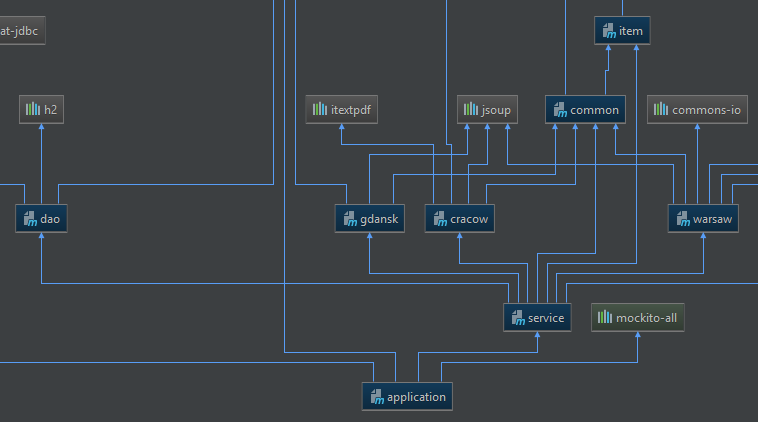 at-jdbc
item
h2
itextpdf
jsoup
common
commons-io
dao
gdansk
cracow
warsaw
service
mockito-all
application